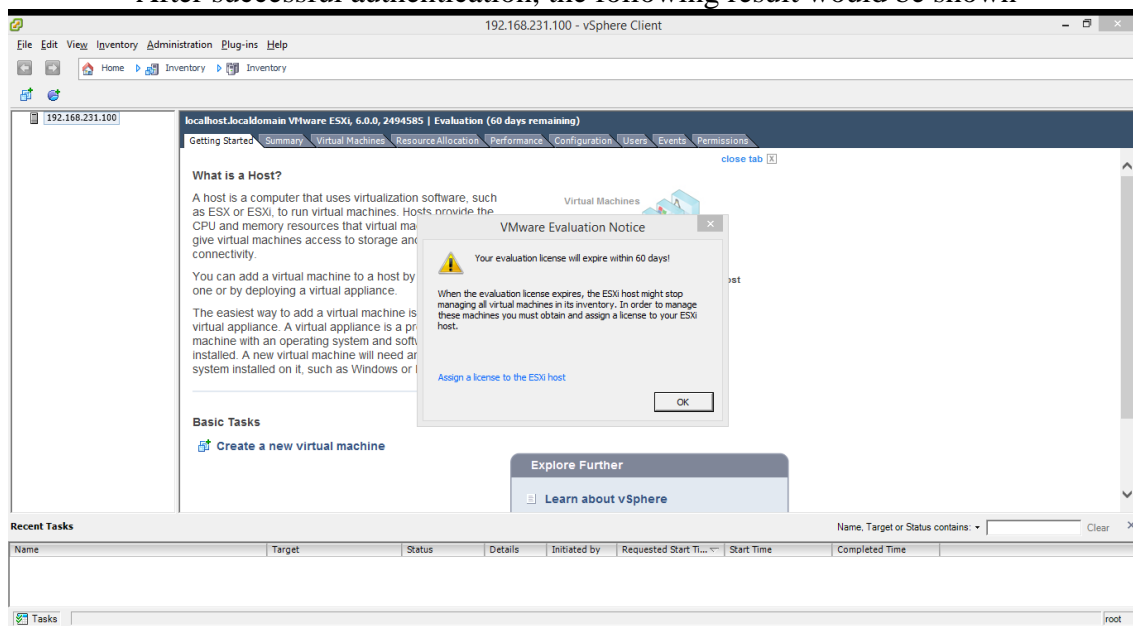 After successful authentication, the following result would be shown
192.168.231.100 - vSphere Client
File Edit View Inventory Administration Plug-ins Help
Home Inventory Inventory
192.168.231.100
localhost.localdomain VMware ESXi, 6.0.0, 2494585 | Evaluation (60 days remaining)
Getting Started Summary Virtual Machines Resource Allocation Performance Configuration Users Events Permissions
close tab X
What is a Host?
A host is a computer that uses virtualization software, such
as ESX or ESXi, to run virtual machines. Hosts provide the
CPU and memory resources that virtual ma
give virtual machines access to storage and
connectivity.
You can add a virtual machine to a host by
one or by deploying a virtual appliance.
The easiest way to add a virtual machine is
virtual appliance. A virtual appliance is a pr
machine with an operating system and softw
installed. A new virtual machine will need an
system installed on it, such as Windows or
Virtual Machines
ost
VMware Evaluation Notice
Your evaluation license will expire within 60 days!
When the evaluation license expires, the ESXi host might stop
managing all virtual machines in its inventory. In order to manage
these machines you must obtain and assign a license to your ESXi
host.
Assign a license to the ESXi host
OK
Basic Tasks
Create a new virtual machine
Explore Further
Learn about vSphere
Recent Tasks
Name, Target or Status contains: Clear
Name Target Status Details Initiated by Requested Start Ti... Start Time Completed Time
Tasks
root